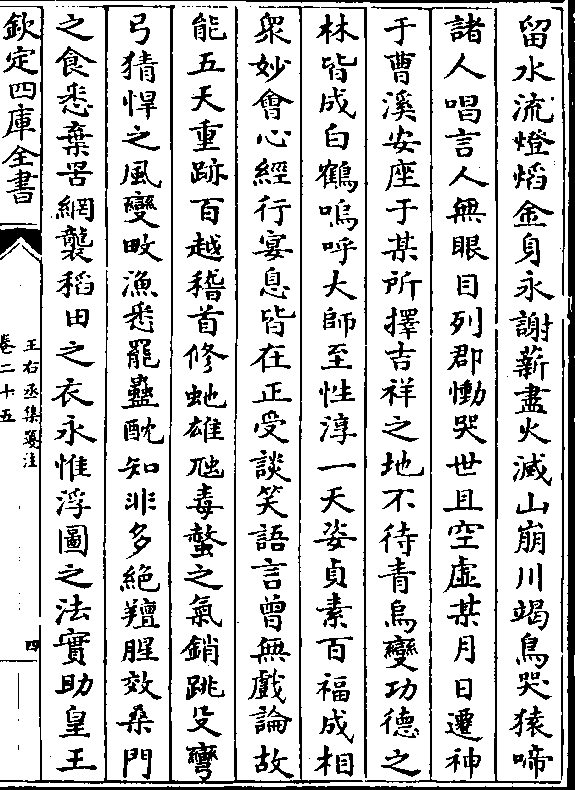 留水流燈熖金身永謝薪盡火滅山崩川竭鳥哭猿啼
諸人唱言人無眼目列郡慟哭世且空虛某月日遷神
于曹溪安座于某所擇吉祥之地不待青烏變功德之
林皆成白鶴嗚呼大師至性淳一天姿貞素百福成相
衆妙會心經行宴息皆在正受談笑語言曾無戲論故
能五天重跡百越稽首修虵雄虺毒螫之氣銷跳殳彎
弓猜悍之風變畋漁悉罷蠱酖知非多絶羶腥效桑門
之食悉棄罟網襲稻田之衣永惟浮圖之法實助皇王
欽定四庫全書
王右丞集箋注
卷二十五
四